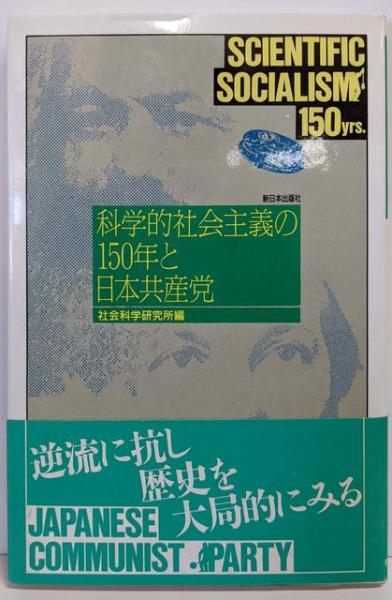 SCIENTIFIC
SOCIALISM
150yrs.
新日本出版社
科学的社会主義の
150年と
日本共産党
社会科学研究所編
逆流に抗し
歴史を
大局的にみる
JAPANESE
COMMUNIST PARTY